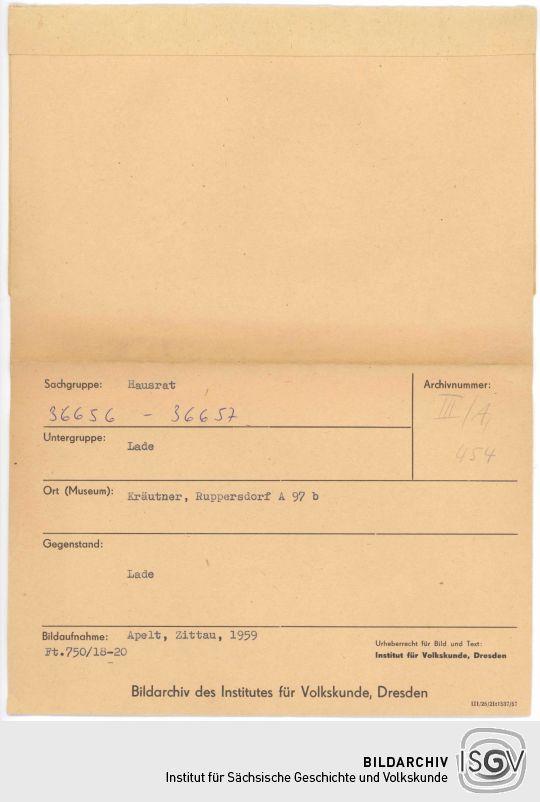 Sachgruppe: Hausrat
Archivnummer:
36656 - 36657
III/A,
454
Untergruppe: Lade
Ort (Museum): Kräutner, Ruppersdorf A 97 b
Gegenstand:
Lade
Bildaufnahme: Apelt, Zittau, 1959
Ft.750/18-20
Urheberrecht für Bild und Text:
Institut für Volkskunde, Dresden
Bildarchiv des Institutes für Volkskunde, Dresden
BILDARCHIV
Institut für Sächsische Geschichte und Volkskunde
ISGV